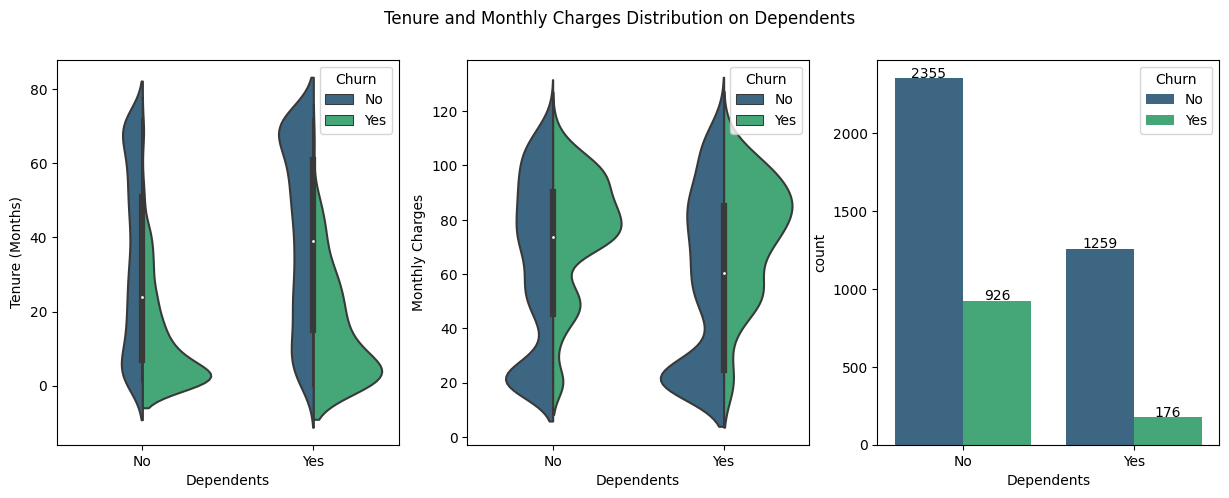 Tenure and Monthly Charges Distribution on Dependents
Tenure (Months)
80
60
40
20
0
Churn
No
Yes
No
Yes
Dependents
Monthly Charges
120
100
80
60
40
20
0
Churn
No
Yes
No
Yes
Dependents
count
2000
1500
1000
500
0
2355
926
1259
176
Churn
No
Yes
No
Yes
Dependents